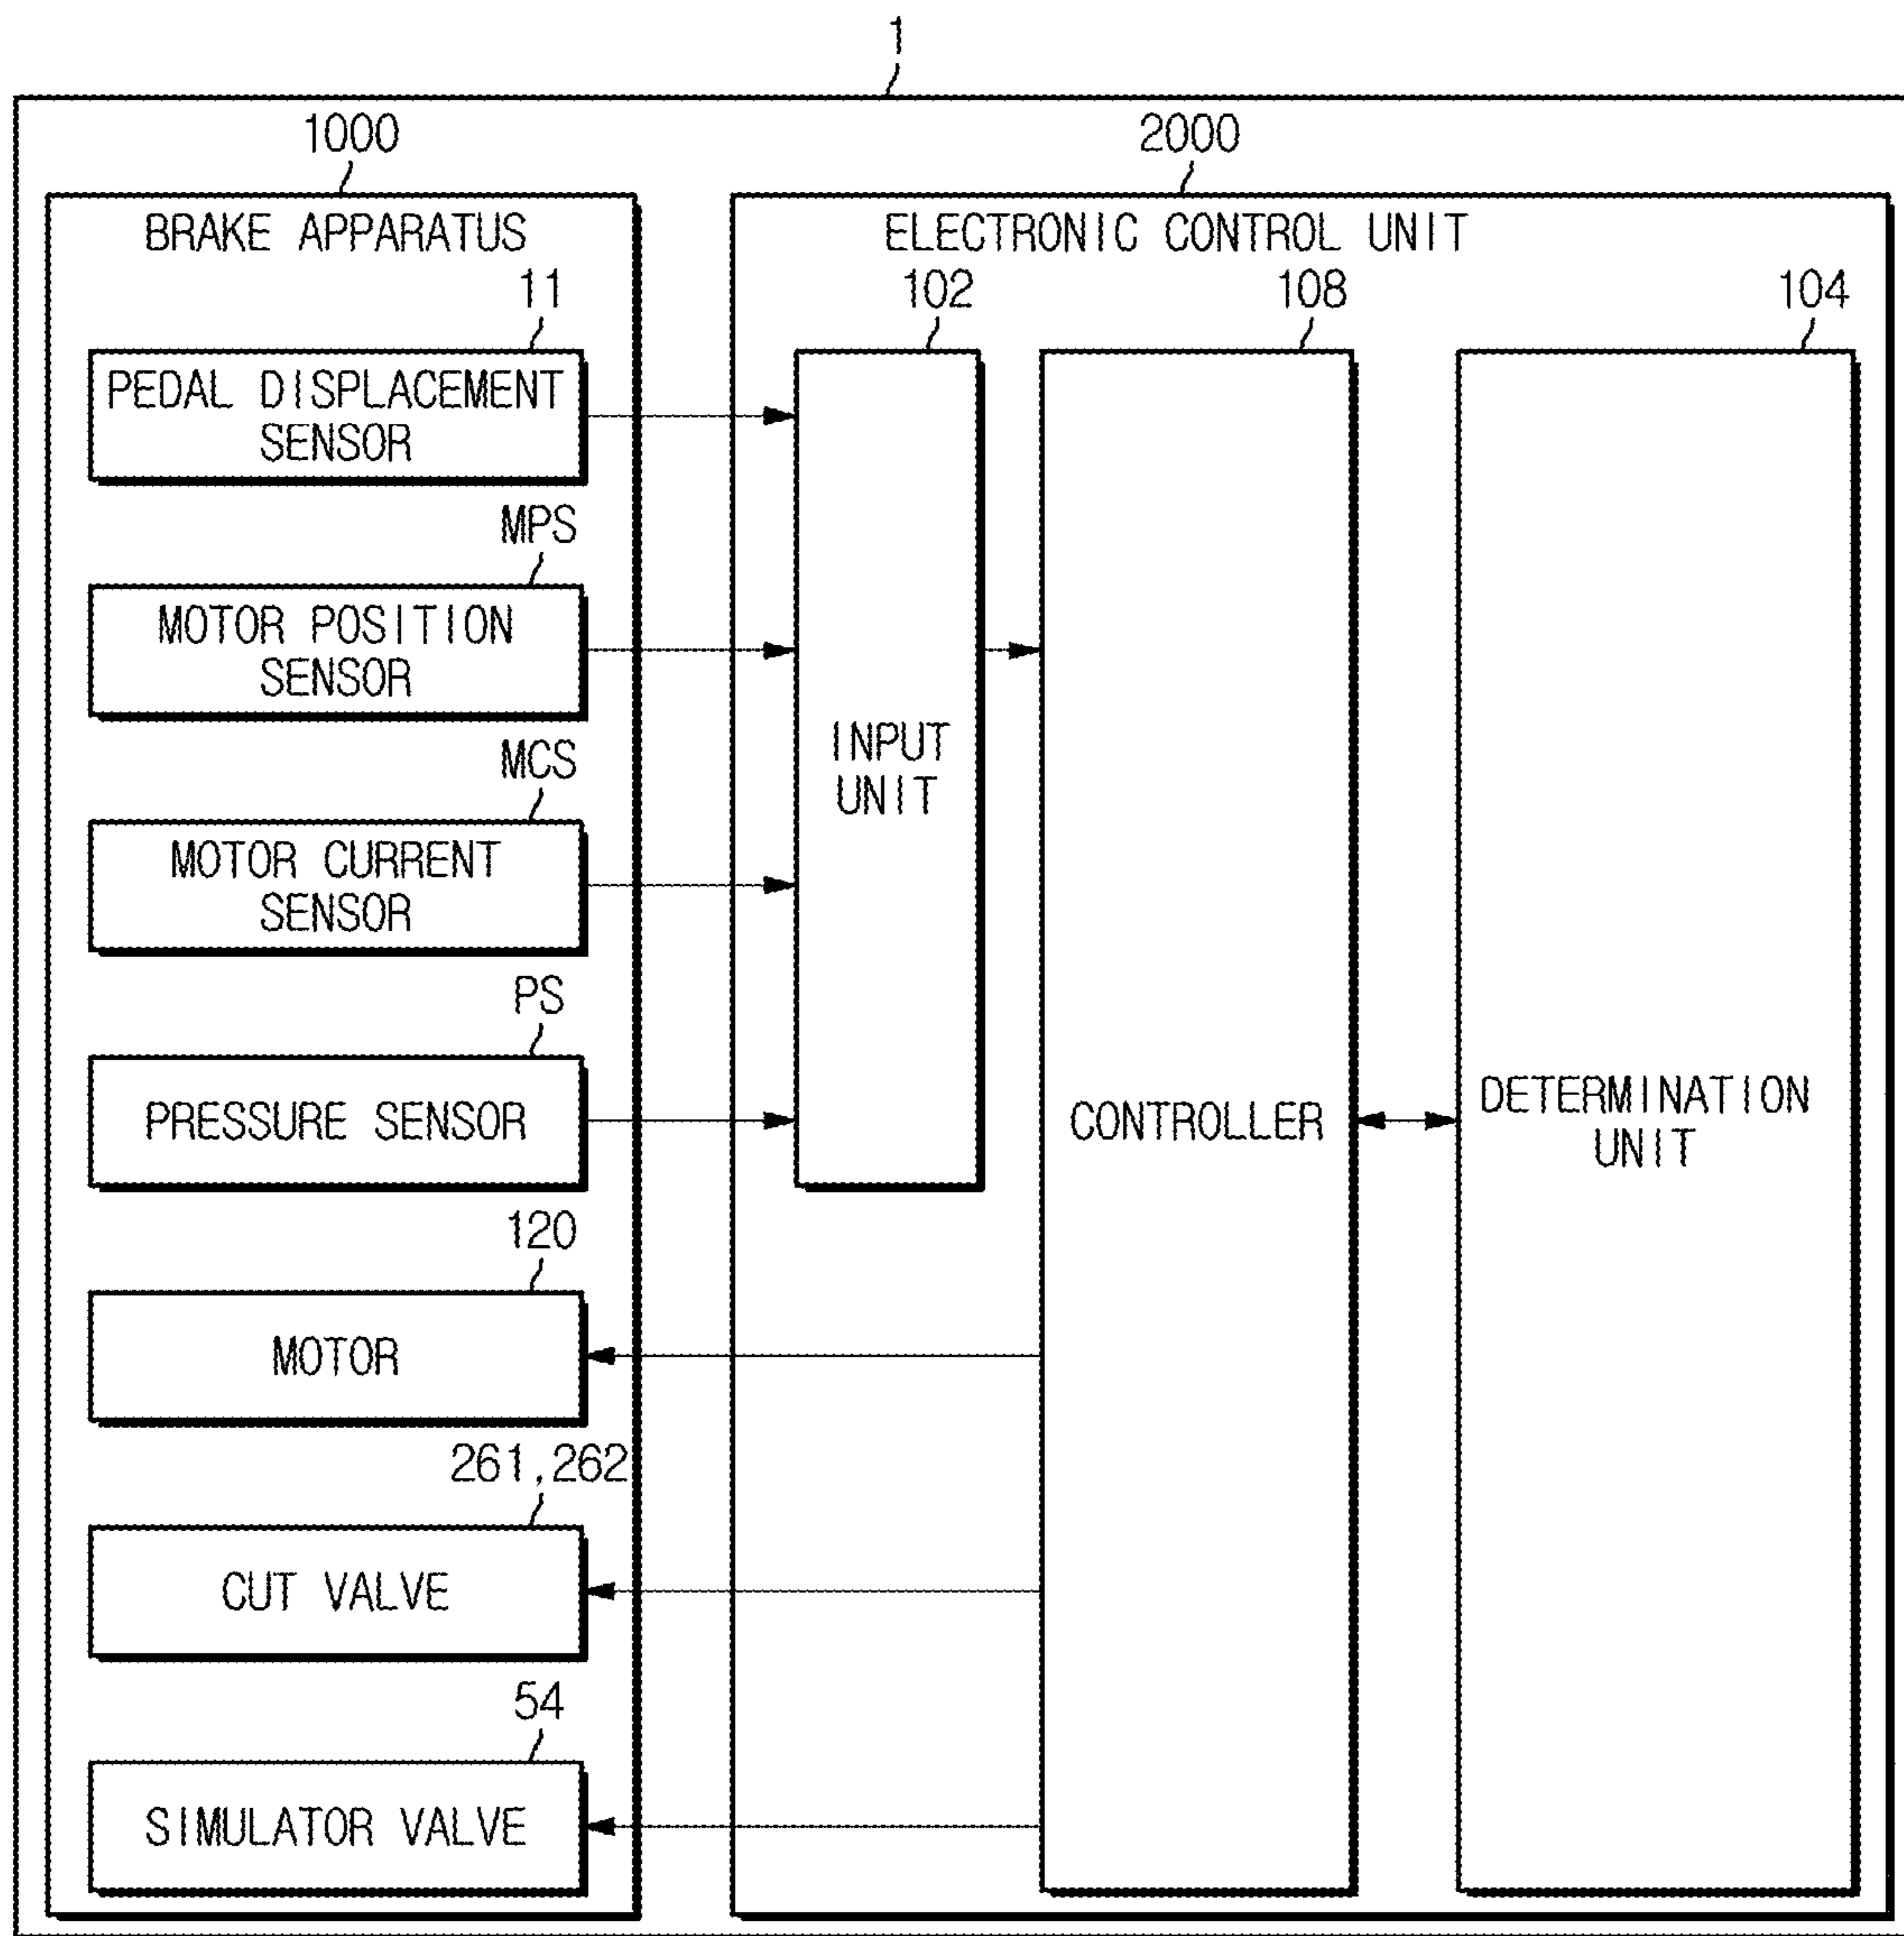 1
1000
2000
BRAKE APPARATUS
ELECTRONIC CONTROL UNIT
11
102
108
104
PEDAL DISPLACEMENT
SENSOR
MPS
MOTOR POSITION
SENSOR
MCS
MOTOR CURRENT
SENSOR
PS
PRESSURE SENSOR
120
MOTOR
261,262
CUT VALVE
54
SIMULATOR VALVE
INPUT
UNIT
CONTROLLER
DETERMINATION
UNIT